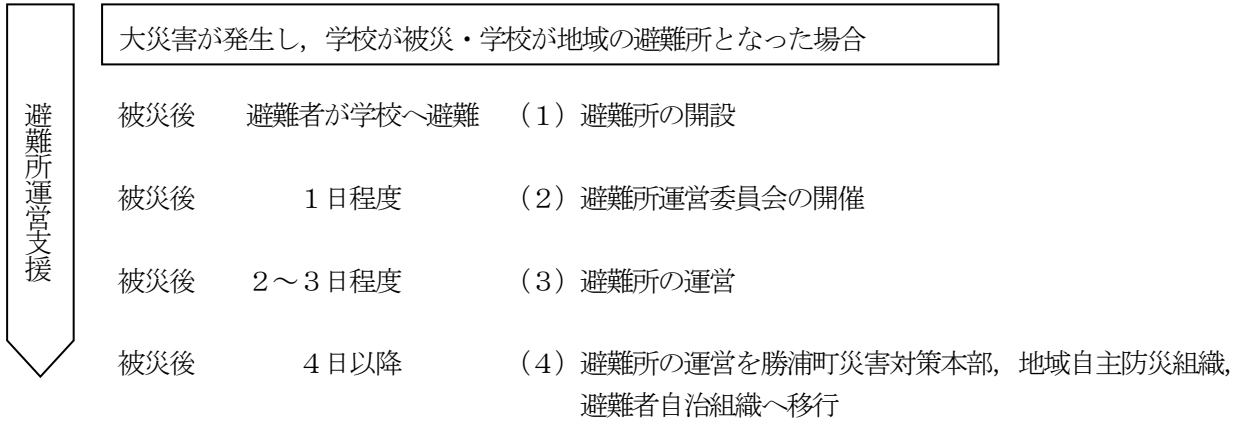 大災害が発生し，学校が被災・学校が地域の避難所となった場合
避難所運営支援
被災後　避難者が学校へ避難　（１）避難所の開設
被災後　１日程度　（２）避難所運営委員会の開催
被災後　２～３日程度　（３）避難所の運営
被災後　４日以降　（４）避難所の運営を勝浦町災害対策本部，地域自主防災組織，
避難者自治組織へ移行